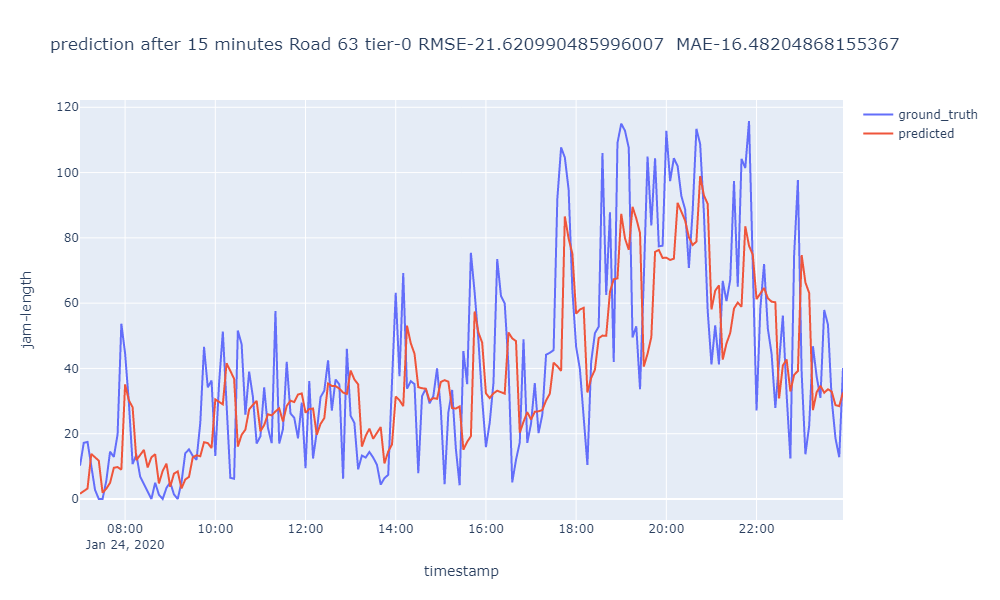 prediction after 15 minutes Road 63 tier-0 RMSE-21.620990485996007  MAE-16.48204868155367
ground_truth
predicted
120
100
80
60
40
20
0
jam-length
08:00 10:00 12:00 14:00 16:00 18:00 20:00 22:00
Jan 24, 2020
timestamp